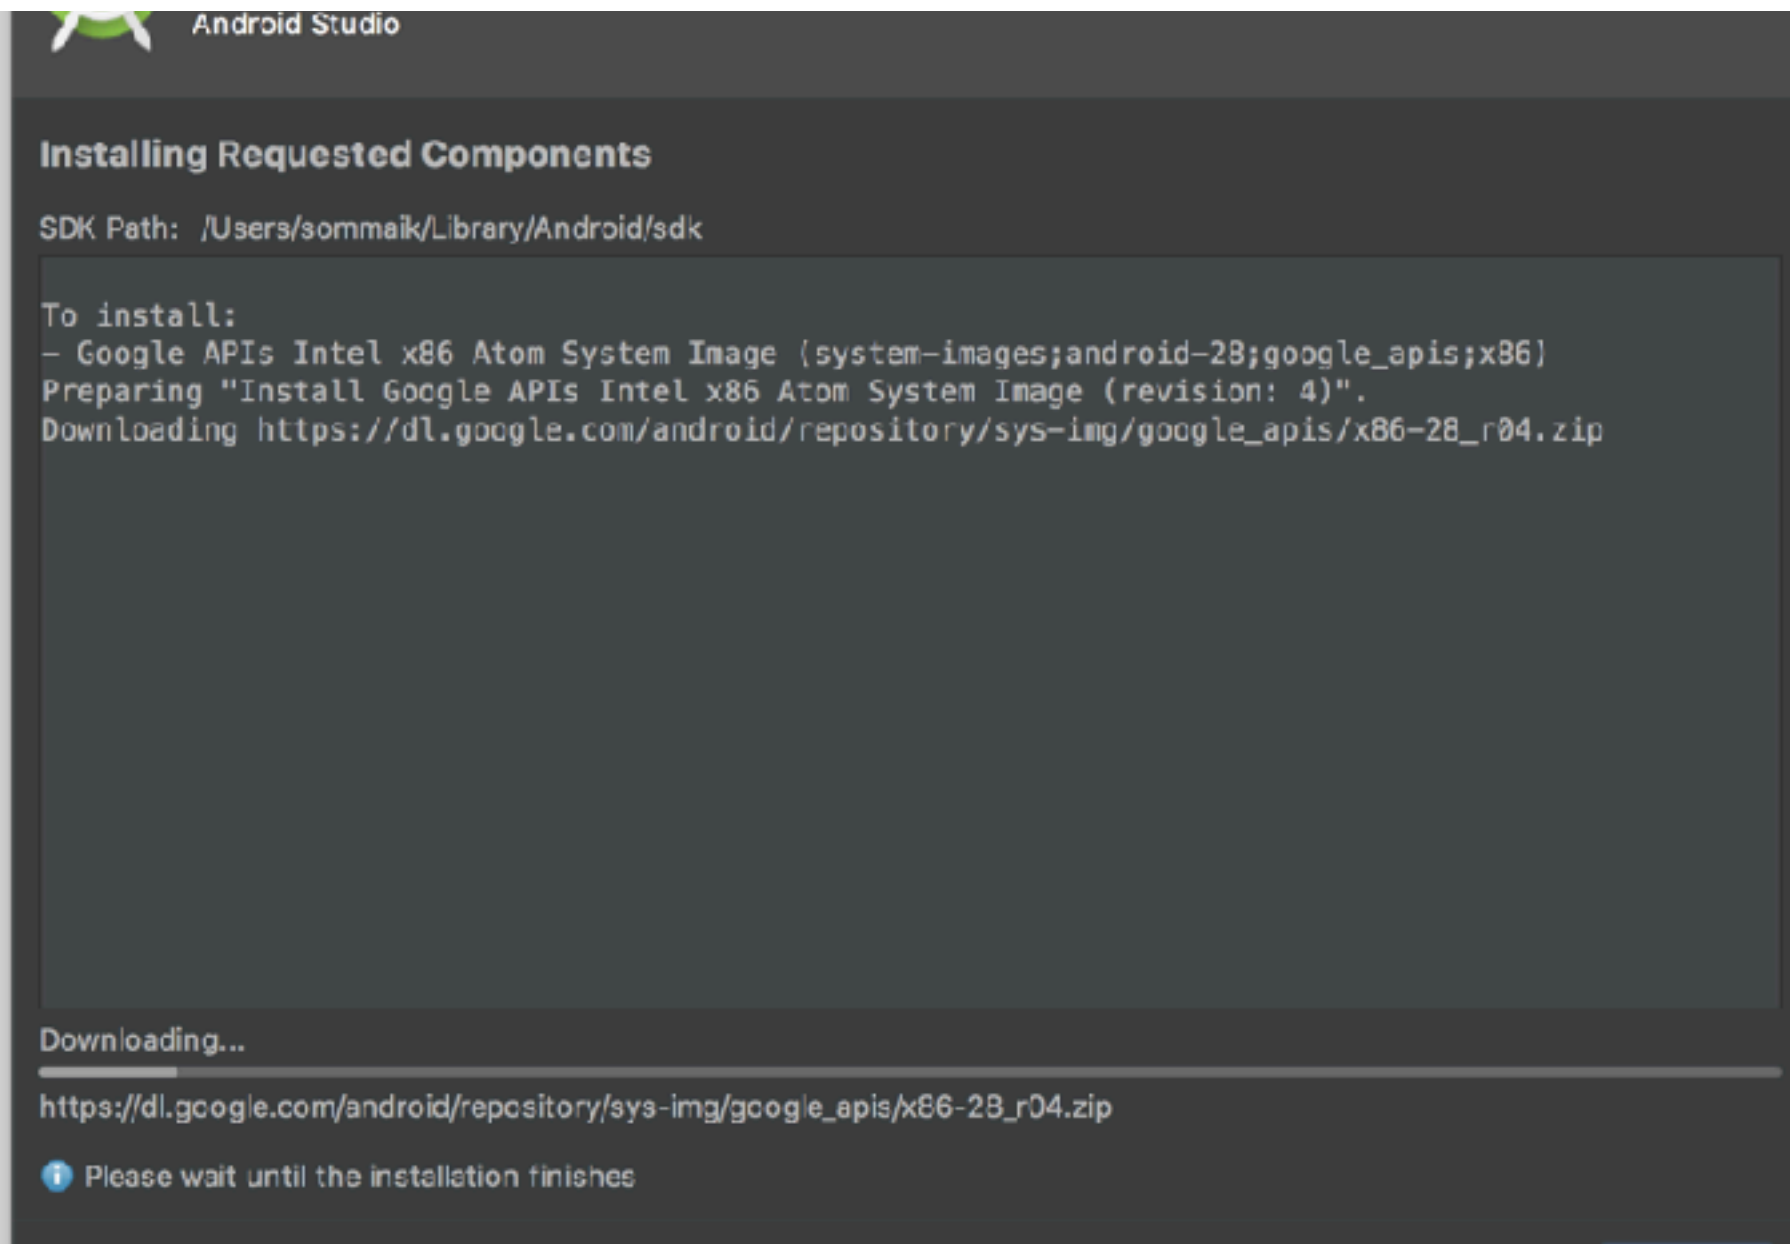 Android Studio
Installing Requested Components
SDK Path: /Users/sommaik/Library/Android/sdk
To install:
- Google APIs Intel x86 Atom System Image (system-images;android-28;google_apis;x86)
Preparing "Install Google APIs Intel x86 Atom System Image (revision: 4)".
Downloading https://dl.google.com/android/repository/sys-img/google_apis/x86-28_r04.zip
Downloading...
https://dl.google.com/android/repository/sys-img/google_apis/x86-28_r04.zip
Please wait until the installation finishes